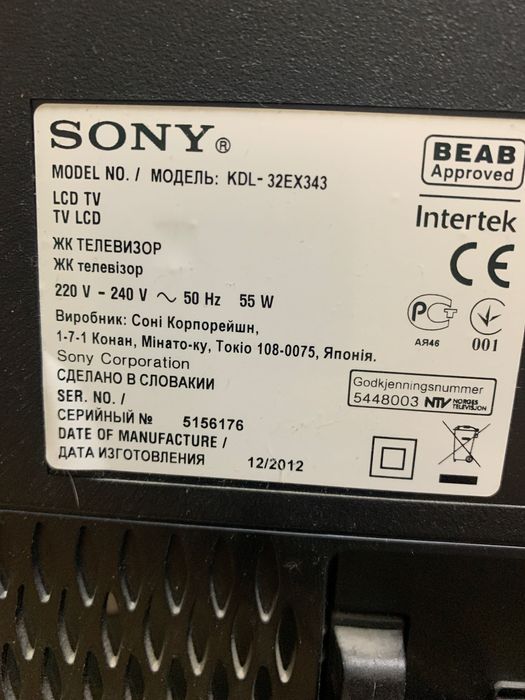 SONY®
MODEL NO. / МОДЕЛЬ: KDL-32EX343
LCD TV
TV LCD
ЖК ТЕЛЕВИЗОР
ЖК телевізор
220 V - 240 V ~ 50 Hz 55 W
Виробник: Соні Корпорейшн,
1-7-1 Конан, Мінато-ку, Токіо 108-0075, Японія.
Sony Corporation
СДЕЛАНО В СЛОВАКИИ
SER. NO. /
СЕРИЙНЫЙ № 5156176
DATE OF MANUFACTURE /
ДАТА ИЗГОТОВЛЕНИЯ 12/2012
BEAB
Approved
Intertek
CE
РСТ
АЯ46
001
Godkjenningsnummer
5448003 NTV NORGES
TELEVISJON